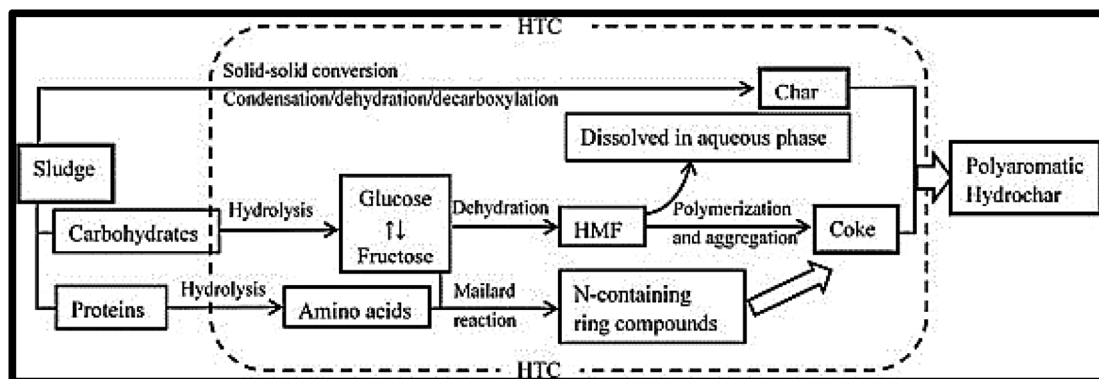 HTC
Solid-solid conversion
Condensation/dehydration/decarboxylation
Char
Dissolved in aqueous phase
Sludge
Polyaromatic
Hydrochar
Carbohydrates
Hydrolysis
Glucose
↑↓
Fructose
Dehydration
HMF
Polymerization
and aggregation
Coke
Proteins
Hydrolysis
Amino acids
Mailard
reaction
N-containing
ring compounds
HTC